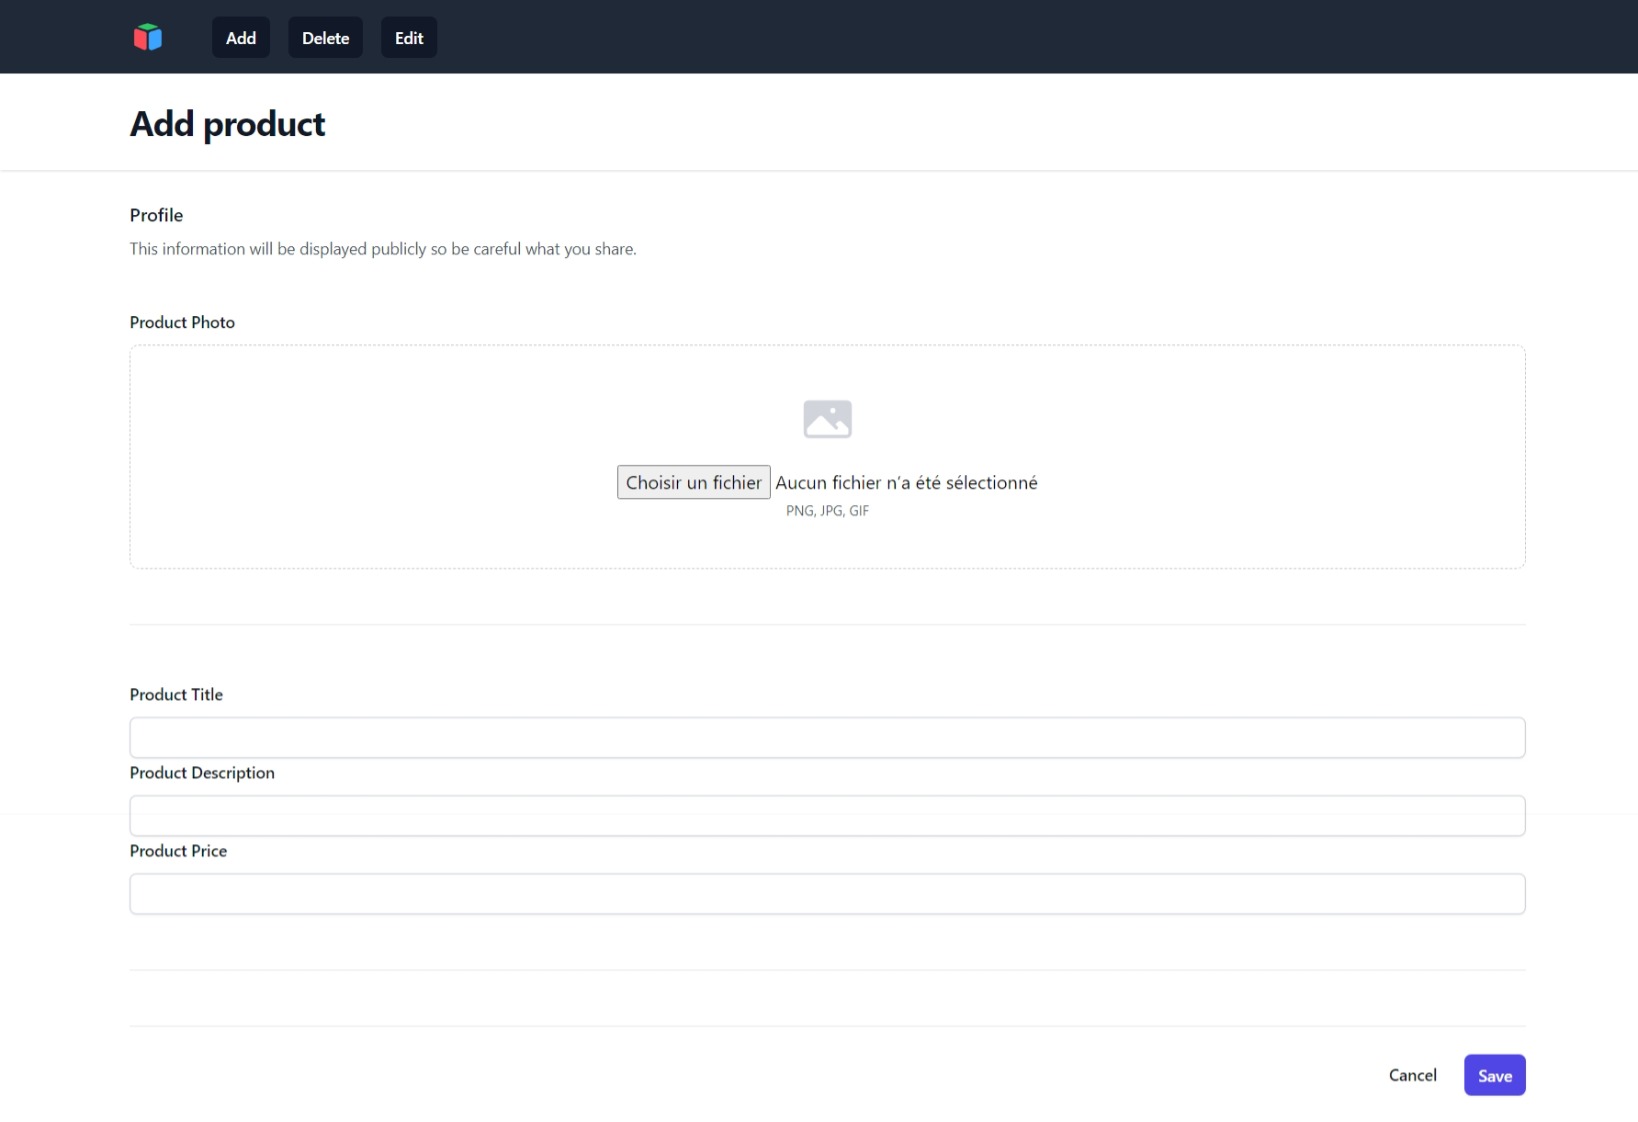 Add Delete Edit
Add product
Profile
This information will be displayed publicly so be careful what you share.
Product Photo
Choisir un fichier Aucun fichier n’a été sélectionné
PNG, JPG, GIF
Product Title
Product Description
Product Price
Cancel Save